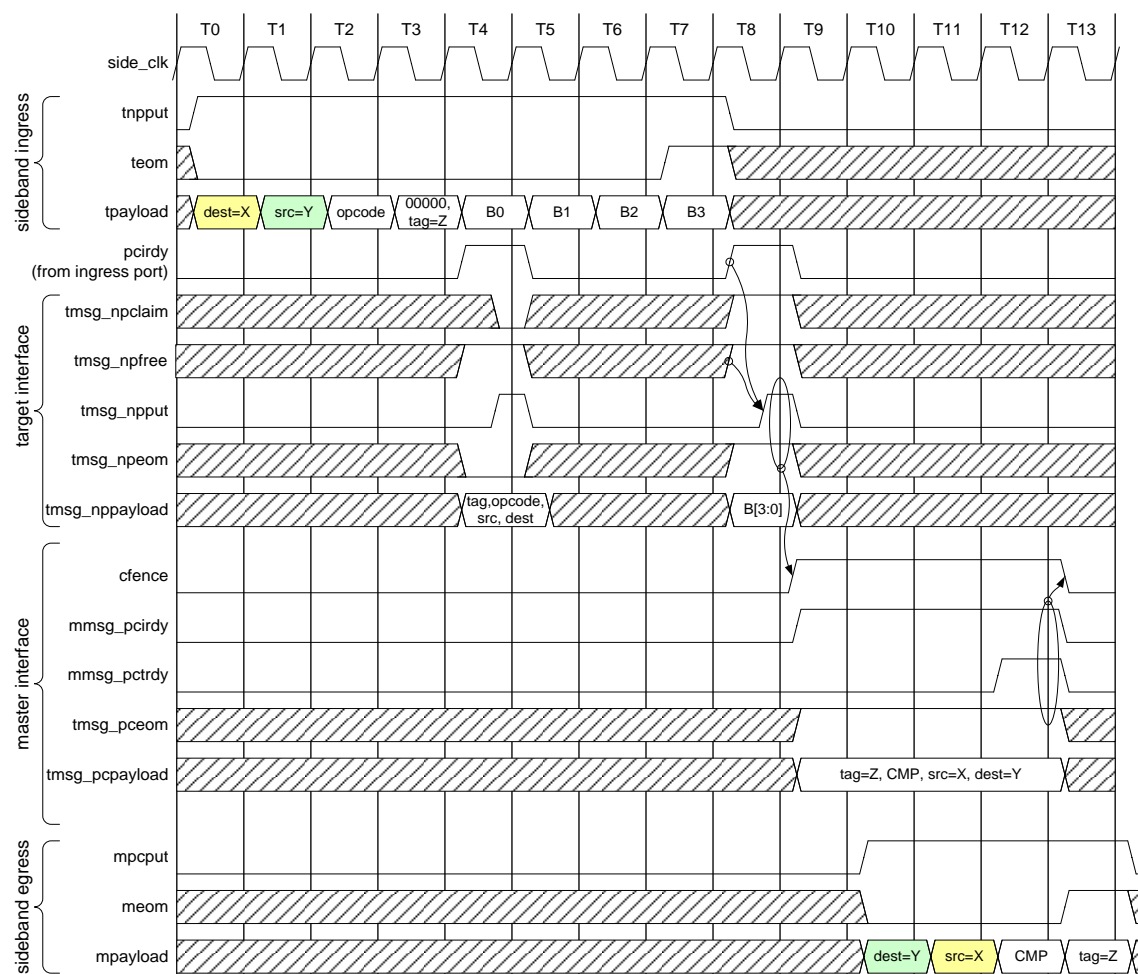 T0 T1 T2 T3 T4 T5 T6 T7 T8 T9 T10 T11 T12 T13
side_clk
sideband ingress
tnpput
teom
tpayload dest=X src=Y opcode 00000, tag=Z B0 B1 B2 B3
pcirdy
(from ingress port)
target interface
tmsg_npclaim
tmsg_npfree
tmsg_npput
tmsg_npeom
tmsg_nppayload tag,opcode, src, dest B[3:0]
master interface
cfence
mmsg_pcirdy
mmsg_pctrdy
tmsg_pceom
tmsg_pcpayload tag=Z, CMP, src=X, dest=Y
sideband egress
mpcput
meom
mpayload dest=Y src=X CMP tag=Z